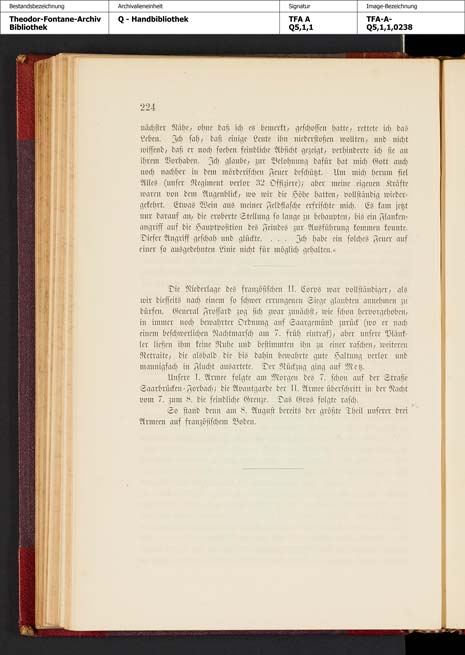 Bestandsbezeichnung Archivalieneinheit Signatur Image-Bezeichnung
Theodor-Fontane-Archiv Q - Handbibliothek TFA A TFA-A-
Bibliothek Q5,1,1 Q5,1,1,0238
224
nächster Nähe, ohne daß ich es bemerkt, geschossen hatte, rettete ich das
Leben. Ich sah, daß einige Leute ihn niederstoßen wollten, und nicht
wissend, daß er noch soeben feindliche Absicht gezeigt, verhinderte ich sie an
ihrem Vorhaben. Ich glaube, zur Belohnung dafür hat mich Gott auch
noch nachher in dem mörderischen Feuer beschützt. Um mich herum fiel
Alles (unser Regiment verlor 32 Offiziere); aber meine eigenen Kräfte
waren von dem Augenblick, wo wir die Höhe hatten, vollständig wieder-
gekehrt. Etwas Wein aus meiner Feldflasche erfrischte mich. Es kam jetzt
nur darauf an, die eroberte Stellung so lange zu behaupten, bis ein Flanken-
angriff auf die Hauptposition des Feindes zur Ausführung kommen konnte.
Dieser Angriff geschah und glückte. . . . Ich habe ein solches Feuer auf
einer so ausgedehnten Linie nicht für möglich gehalten.«
Die Niederlage des französischen II. Corps war vollständiger, als
wir diesseits nach einem so schwer errungenen Siege glaubten annehmen zu
dürfen. General Frossard zog sich zwar zunächst, wie schon hervorgehoben,
in immer noch bewahrter Ordnung auf Saargemünd zurück (wo er nach
einem beschwerlichen Nachtmarsch am 7. früh eintraf), aber unsere Plänk-
ler ließen ihm keine Ruhe und bestimmten ihn zu einer raschen, weiteren
Retraite, die alsbald die bis dahin bewahrte gute Haltung verlor und
mannigfach in Flucht ausartete. Der Rückzug ging auf Metz.
Unsere I. Armee folgte am Morgen des 7. schon auf der Straße
Saarbrücken-Forbach; die Avantgarde der II. Armee überschritt in der Nacht
vom 7. zum 8. die feindliche Grenze. Das Gros folgte rasch.
So stand denn am 8. August bereits der größte Theil unserer drei
Armeen auf französischem Boden.